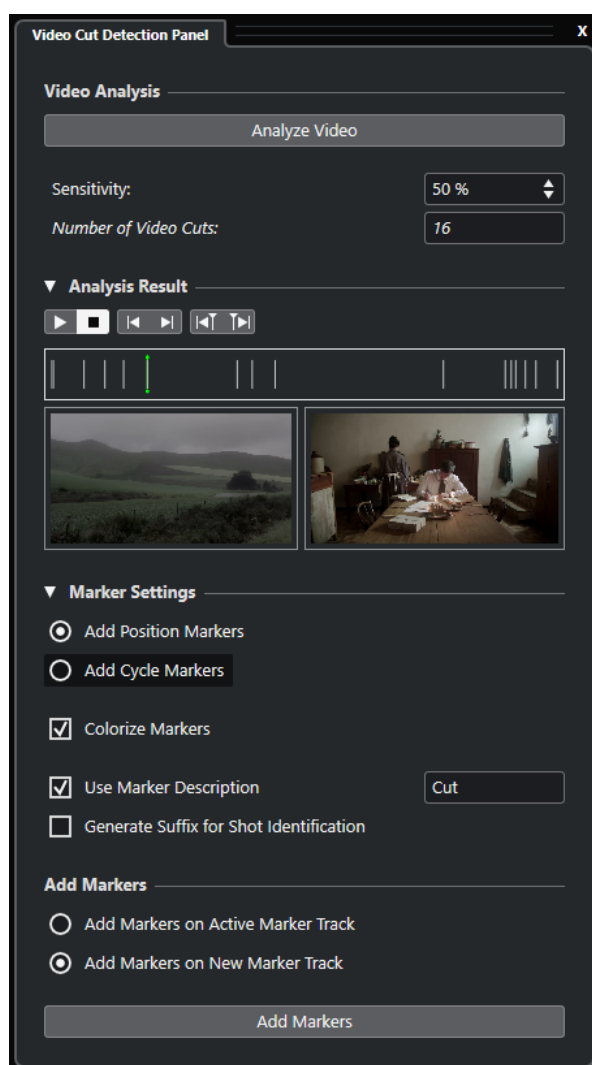 Video Cut Detection Panel
X
Video Analysis
Analyze Video
Sensitivity:
50 %
Number of Video Cuts:
16
Analysis Result
Marker Settings
Add Position Markers
Add Cycle Markers
Colorize Markers
Use Marker Description
Cut
Generate Suffix for Shot Identification
Add Markers
Add Markers on Active Marker Track
Add Markers on New Marker Track
Add Markers